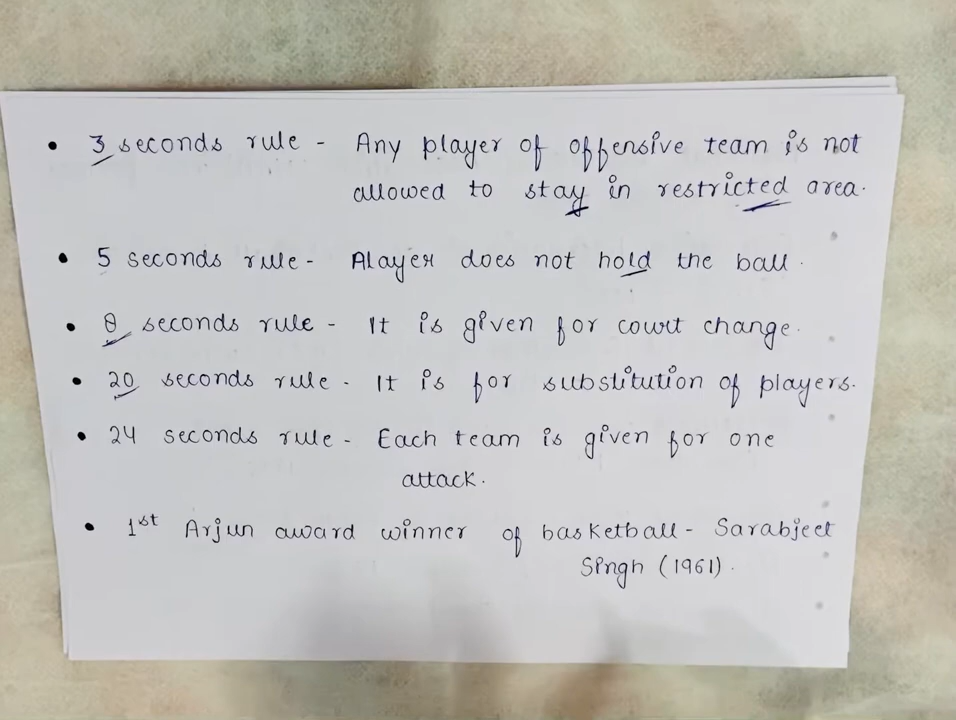 • 3 seconds rule - Any player of offensive team is not
allowed to stay in restricted area.
• 5 seconds rule - Alayer does not hold the ball.
• 8 seconds rule - It is given for court change.
• 20 seconds rule - It is for substitution of players.
• 24 seconds rule - Each team is given for one
attack.
• 1st Arjun award winner of basketball - Sarabjeet
Singh (1961).